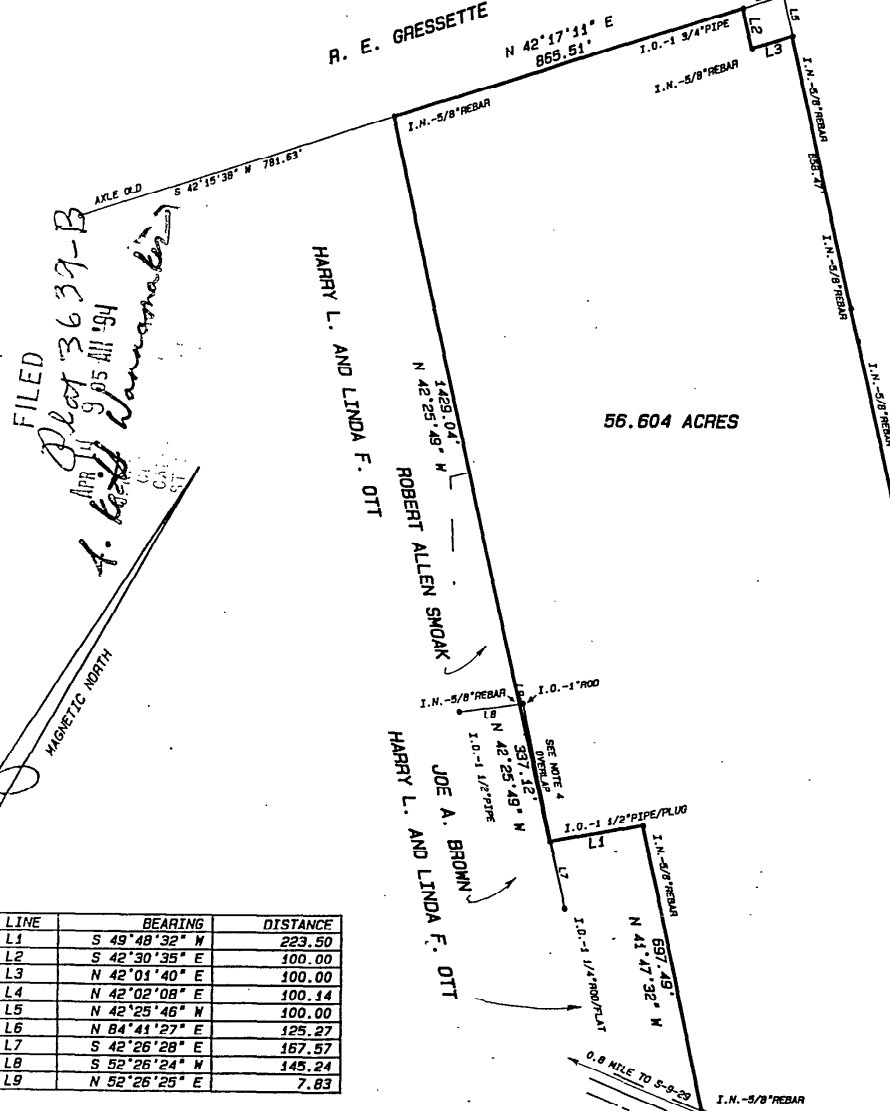 R. E. GRESSETTE
N 42°17'11" E
865.51'
I.O.-1 3/4"PIPE
L2
L5
L3
I.N.-5/8"REBAR
I.N.-5/8"REBAR
I.N.-5/8"REBAR
858.47'
I.N.-5/8"REBAR
I.N.-5/8"REBAR
AXLE OLD
S 42°15'38" W 781.63'
FILED
Plat 3639-B
APR 9 05 AM '94
HARRY L. AND LINDA F. OTT
1429.04'
N 42°25'49" W
56.604 ACRES
ROBERT ALLEN SMOAK
MAGNETIC NORTH
I.N.-5/8"REBAR
L9
I.O.-1"ROD
L8
I.O.-1 1/2"PIPE
337.12'
N 42°25'49" W
SEE NOTE 4
OVERLAP
JOE A. BROWN
HARRY L. AND LINDA F. OTT
I.O.-1 1/2"PIPE/PLUG
L1
I.N.-5/8"REBAR
L7
I.O.-1 1/4"ROD/FLAT
697.49'
N 41°47'32" W
0.8 MILE TO S-9-29
I.N.-5/8"REBAR
LINE BEARING DISTANCE
L1 S 49°48'32" W 223.50
L2 S 42°30'35" E 100.00
L3 N 42°01'40" E 100.00
L4 N 42°02'08" E 100.14
L5 N 42°25'46" W 100.00
L6 N 84°41'27" E 125.27
L7 S 42°26'28" E 167.57
L8 S 52°26'24" W 145.24
L9 N 52°26'25" E 7.83